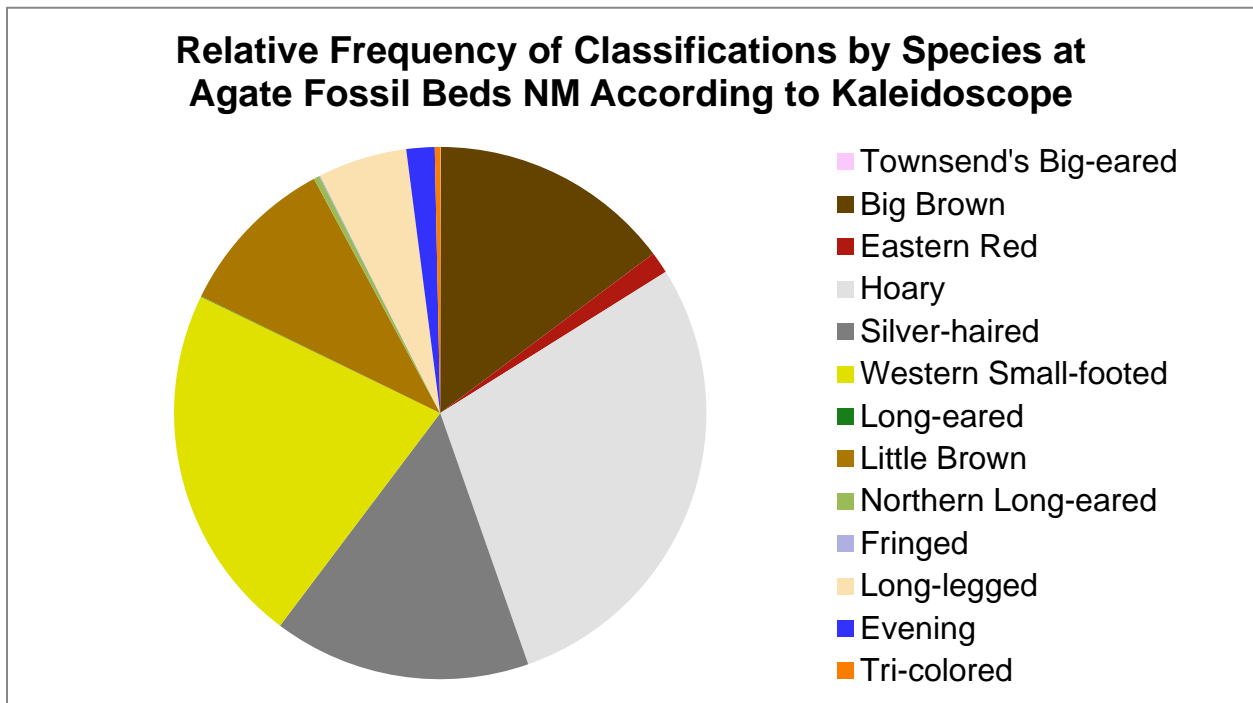 Relative Frequency of Classifications by Species at
Agate Fossil Beds NM According to Kaleidoscope
Townsend's Big-eared
Big Brown
Eastern Red
Hoary
Silver-haired
Western Small-footed
Long-eared
Little Brown
Northern Long-eared
Fringed
Long-legged
Evening
Tri-colored